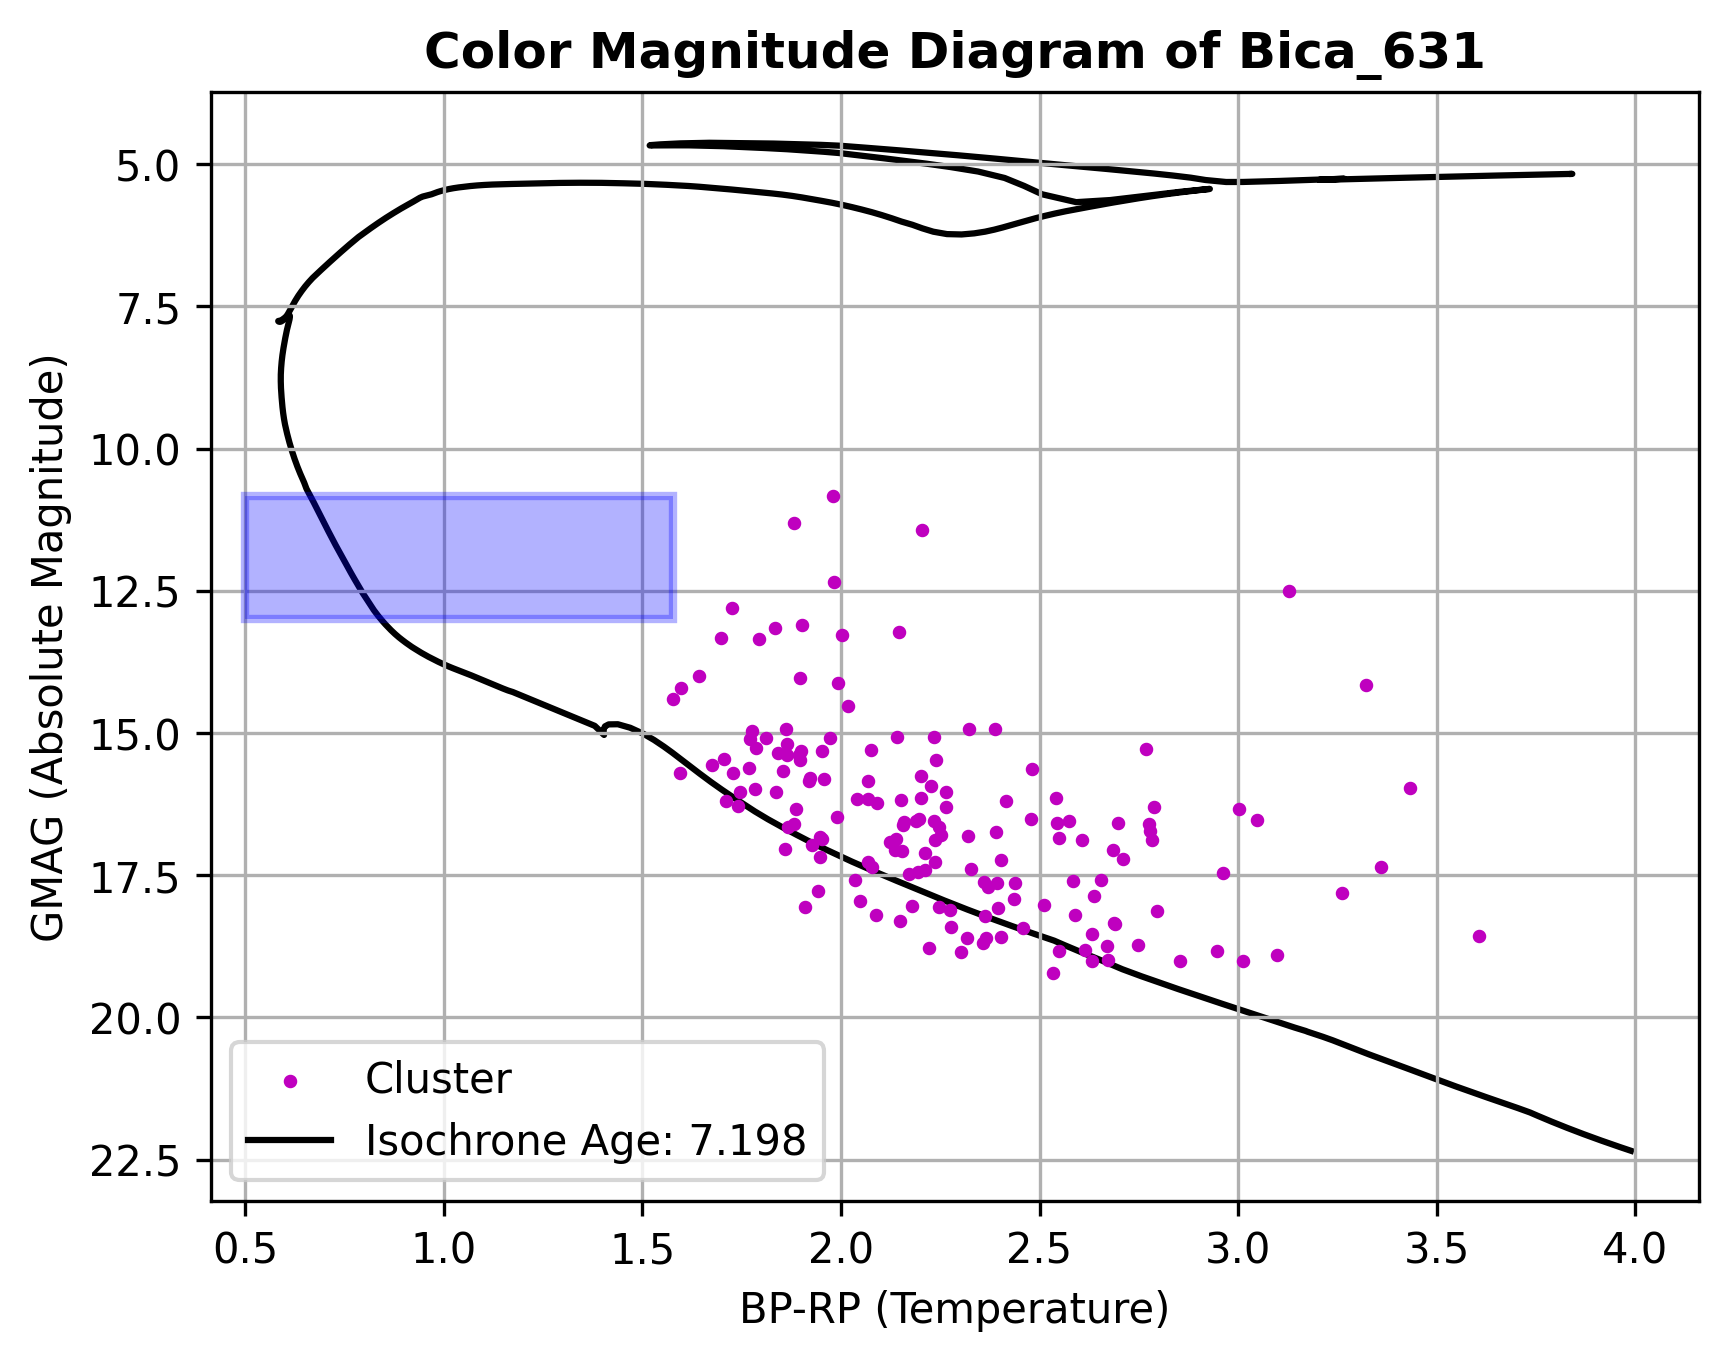 Color Magnitude Diagram of Bica_631
GMAG (Absolute Magnitude)
5.0
7.5
10.0
12.5
15.0
17.5
20.0
22.5
Cluster
Isochrone Age: 7.198
0.5 1.0 1.5 2.0 2.5 3.0 3.5 4.0
BP-RP (Temperature)